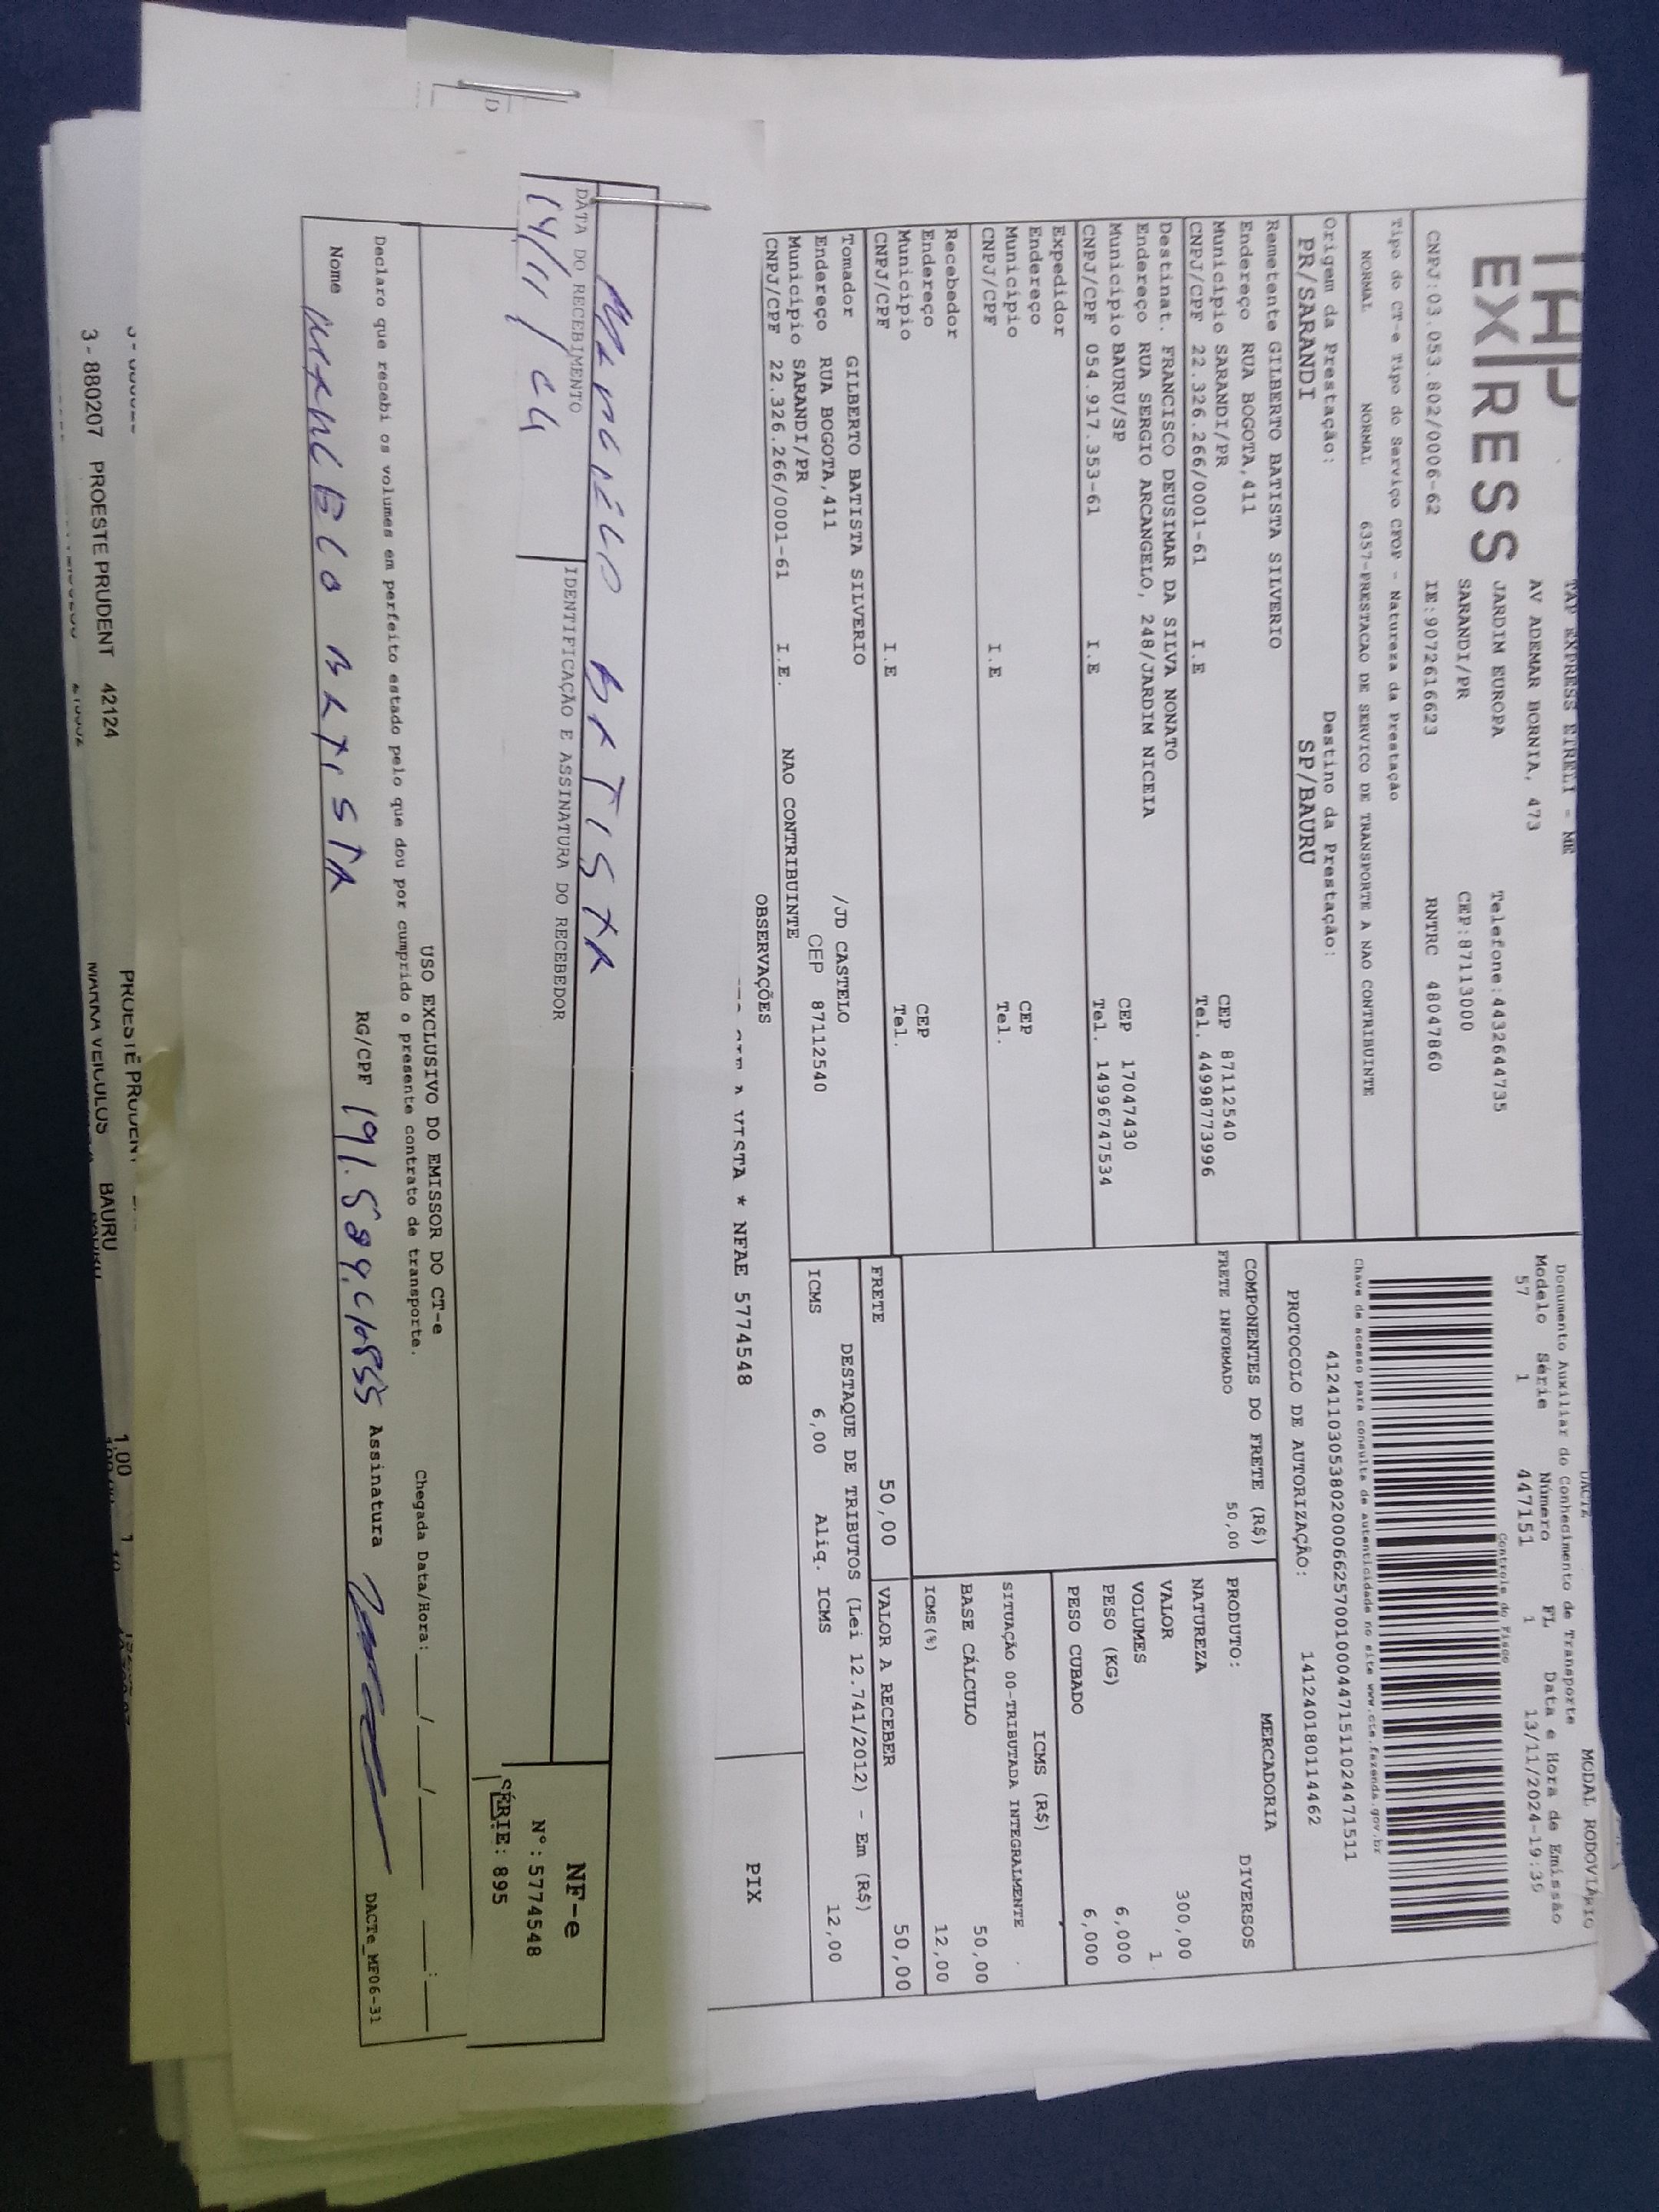 TAP EXPRESS EIRELI - ME
EXPRESS
AV ADEMAR BORNIA, 473
JARDIM EUROPA Telefone:4432644735
SARANDI/PR CEP:87113000
CNPJ:03.053.802/0006-62 IE:9072616623 RNTRC 48047860
DACTE MODAL RODOVIÁRIO
Documento Auxiliar do Conhecimento de Transporte
Modelo Série Número FL Data e Hora de Emissão
57 1 447151 1 13/11/2024-19:36
Controle do Fisco
Chave de acesso para consulta de autenticidade no site www.cte.fazenda.gov.br
Tipo do CT-e Tipo do Serviço CFOP - Natureza da Prestação
NORMAL NORMAL 6357-PRESTACAO DE SERVICO DE TRANSPORTE A NAO CONTRIBUINTE
Origem da Prestação: Destino da Prestação:
PR/SARANDI SP/BAURU
PROTOCOLO DE AUTORIZAÇÃO: 141240180114462
Remetente GILBERTO BATISTA SILVERIO
Endereço RUA BOGOTA,411
Município SARANDI/PR CEP 87112540
CNPJ/CPF 22.326.266/0001-61 I.E Tel. 44998773996
Destinat. FRANCISCO DEUSIMAR DA SILVA NONATO
Endereço RUA SERGIO ARCANGELO, 248/JARDIM NICEIA
Município BAURU/SP CEP 17047430
CNPJ/CPF 054.917.353-61 I.E Tel. 14996747534
Expedidor
Endereço
Município CEP
CNPJ/CPF I.E Tel.
Recebedor
Endereço
Município CEP
CNPJ/CPF I.E Tel.
Tomador GILBERTO BATISTA SILVERIO
Endereço RUA BOGOTA,411 /JD CASTELO
Município SARANDI/PR CEP 87112540
CNPJ/CPF 22.326.266/0001-61 I.E. NAO CONTRIBUINTE
COMPONENTES DO FRETE (R$)
FRETE INFORMADO 50,00
MERCADORIA
PRODUTO: DIVERSOS
NATUREZA
VALOR 300,00
VOLUMES 1
PESO (KG) 6,000
PESO CUBADO 6,000
ICMS (R$)
SITUAÇÃO 00-TRIBUTADA INTEGRALMENTE
BASE CÁLCULO 50,00
ICMS(%) 12,00
FRETE 50,00 VALOR A RECEBER 50,00
DESTAQUE DE TRIBUTOS (Lei 12.741/2012) - Em (R$)
ICMS 6,00 Aliq. ICMS 12,00
OBSERVAÇÕES
A VISTA * NFAE 5774548
PIX
MARCELO BATISTA
DATA DO RECEBIMENTO IDENTIFICAÇÃO E ASSINATURA DO RECEBEDOR
NF-e
Nº:5774548
SÉRIE:895
USO EXCLUSIVO DO EMISSOR DO CT-e
Declaro que recebi os volumes em perfeito estado pelo que dou por cumprido o presente contrato de transporte. Chegada Data/Hora:___/___/____ __:__
Nome MARCELO BATISTA RG/CPF Assinatura
DACTe_MF06-31
PROESTE PRUDENT
3-880207 PROESTE PRUDENT 42124 MARKA VEICULOS BAURU
1,00 1